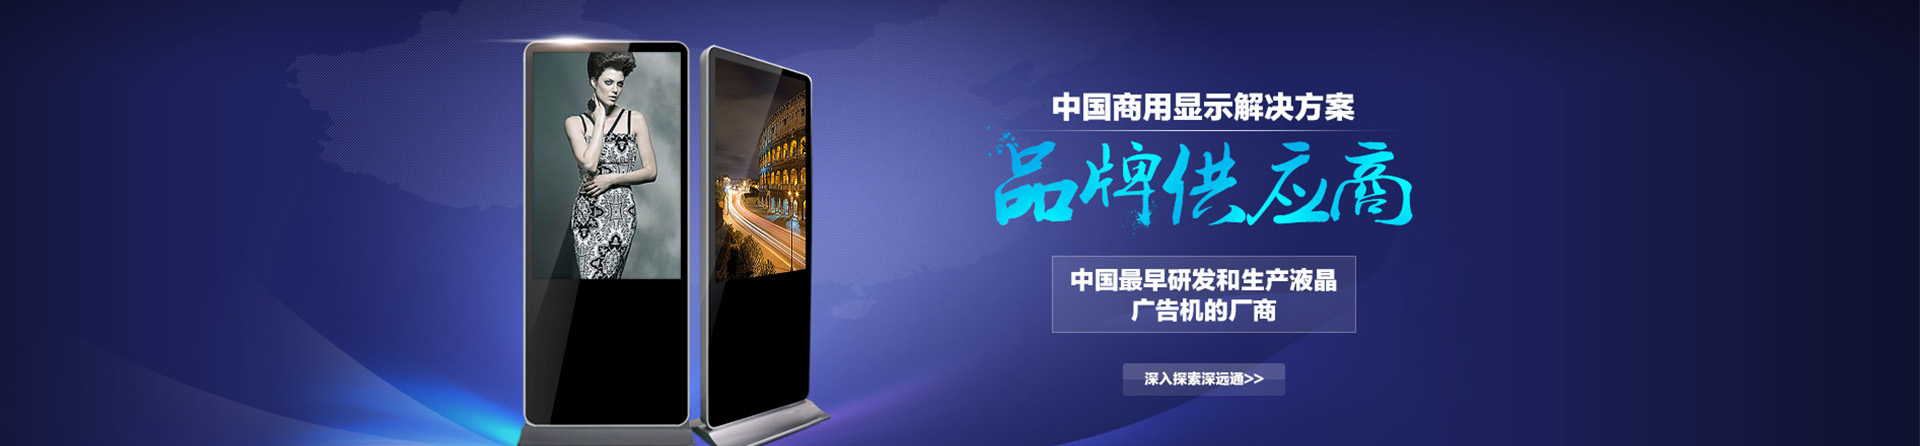 中国商用显示解决方案
品牌供应商
中国最早研发和生产液晶
广告机的厂商
深入探索深远通>>